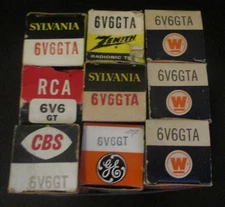 SYLVANIA
6V6GTA
6V6GTA
ZENITH
RADIONIC
6V6GTA
W
RCA
6V6
GT
SYLVANIA
6V6GTA
6V6GTA
W
CBS
6V6GT
6V6GT
GE
6V6GTA
W